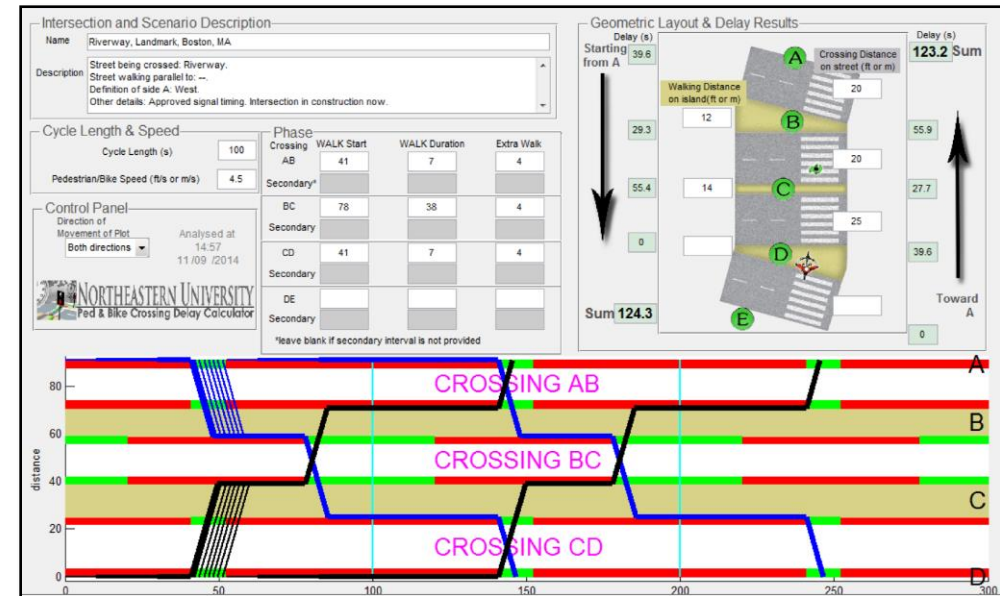 Intersection and Scenario Description
Name
Riverway, Landmark, Boston, MA
Description
Street being crossed: Riverway.
Street walking parallel to: --.
Definition of side A: West.
Other details: Approved signal timing. Intersection in construction now.
Cycle Length & Speed
Cycle Length (s) 100
Pedestrian/Bike Speed (ft/s or m/s) 4.5
Control Panel
Direction of
Movement of Plot
Both directions
Analysed at
14:57
11 /09 /2014
NORTHEASTERN UNIVERSITY
Ped & Bike Crossing Delay Calculator
Phase
Crossing WALK Start WALK Duration Extra Walk
AB 41 7 4
Secondary*
BC 78 38 4
Secondary
CD 41 7 4
Secondary
DE
Secondary
*leave blank if secondary interval is not provided
Geometric Layout & Delay Results
Delay (s)
Starting
from A
39.6
29.3
55.4
0
Sum 124.3
Walking Distance
on island(ft or m)
12
14
Crossing Distance
on street (ft or m)
20
20
25
A
B
C
D
E
Delay (s)
123.2 Sum
55.9
27.7
39.6
Toward
A
0
CROSSING AB
CROSSING BC
CROSSING CD
A
B
C
D
distance
80
60
40
20
0
0 50 100 150 200 250 300